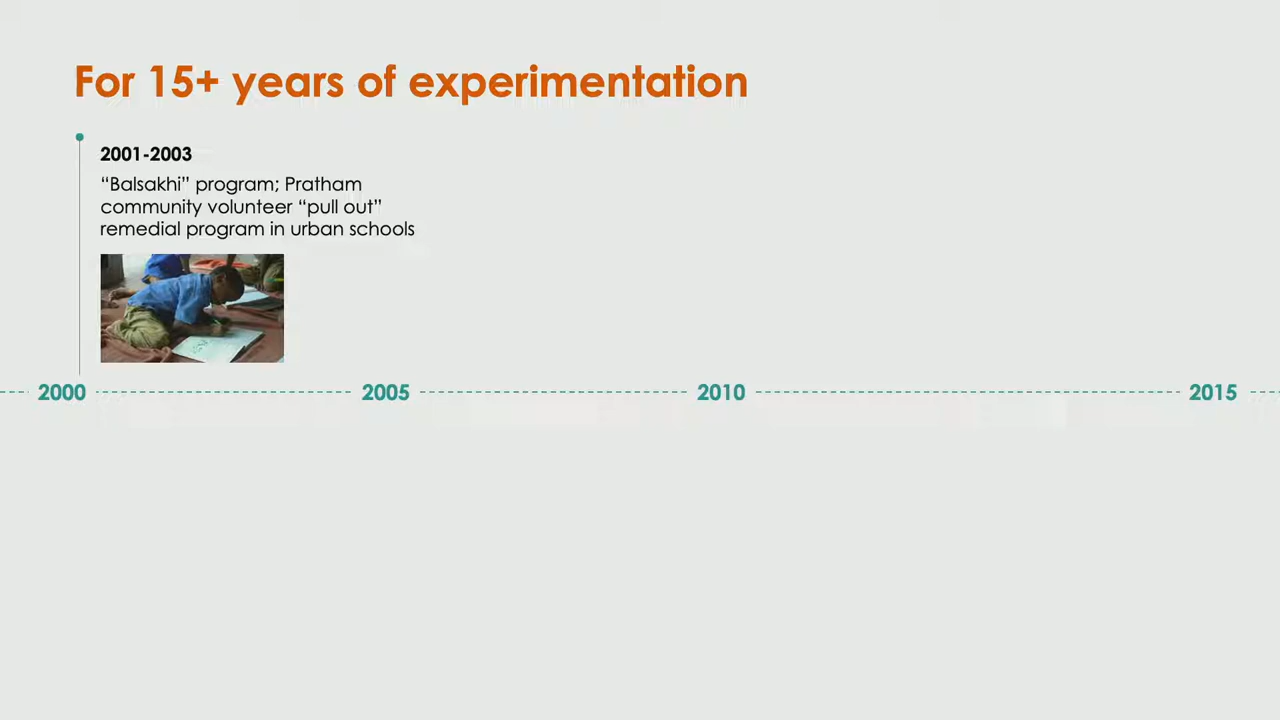 For 15+ years of experimentation
2001-2003
“Balsakhi” program; Pratham
community volunteer “pull out”
remedial program in urban schools
2000 2005 2010 2015